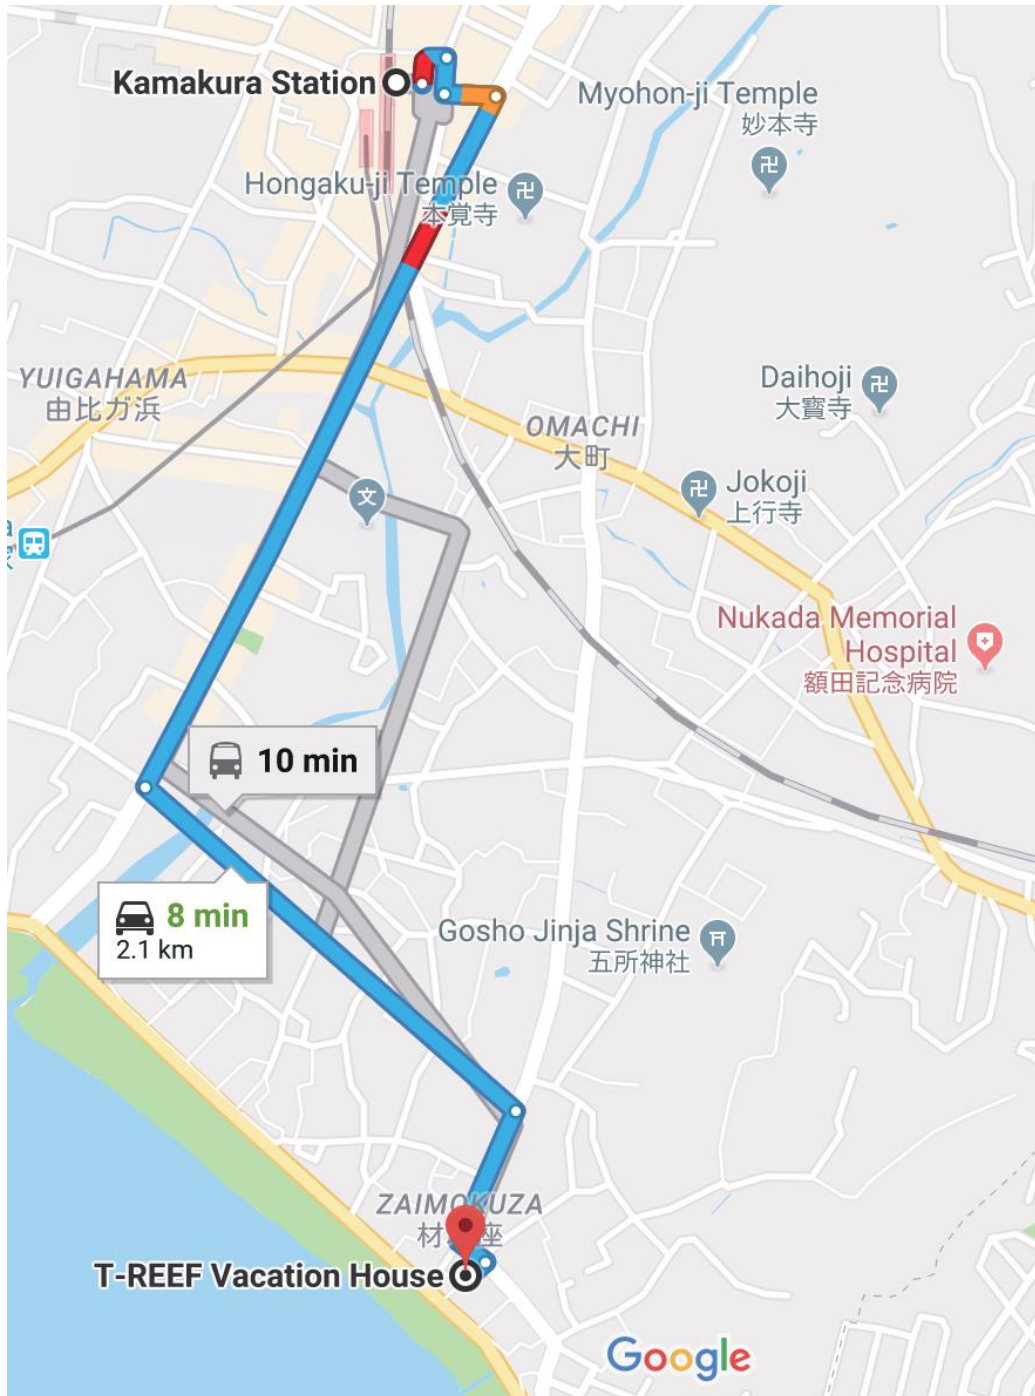 Kamakura Station
Myohon-ji Temple
妙本寺
Hongaku-ji Temple
本覚寺
YUIGAHAMA
由比ガ浜
Daihoji
大寳寺
OMACHI
大町
文
Jokoji
上行寺
Nukada Memorial
Hospital
額田記念病院
10 min
8 min
2.1 km
Gosho Jinja Shrine
五所神社
ZAIMOKUZA
T-REEF Vacation House
Google